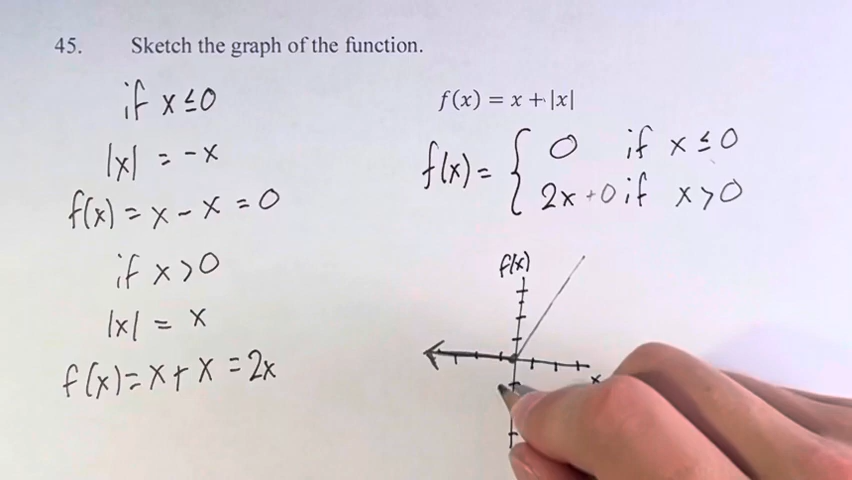 45. Sketch the graph of the function.
f(x) = x + |x|
if x ≤ 0
|x| = -x
f(x) = x - x = 0
if x > 0
|x| = x
f(x) = x + x = 2x
f(x) = { 0 if x ≤ 0
2x + 0 if x > 0
f(x)
x